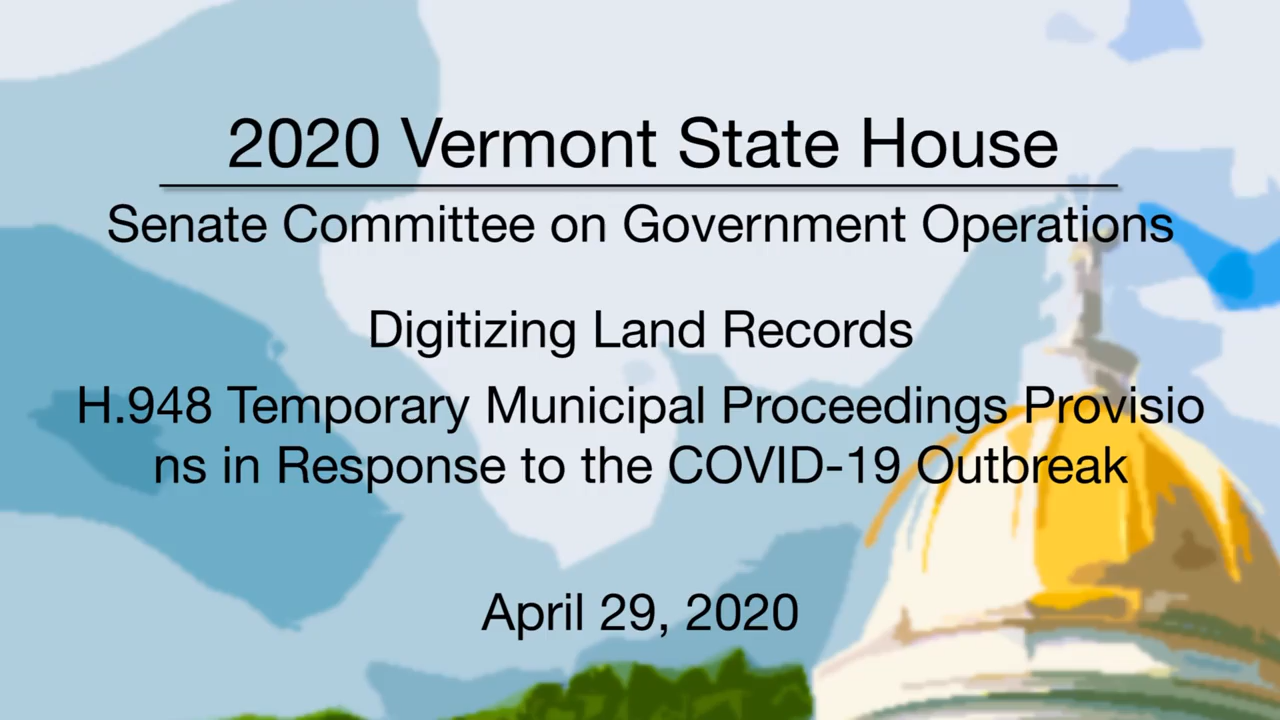 2020 Vermont State House
Senate Committee on Government Operations
Digitizing Land Records
H.948 Temporary Municipal Proceedings Provisio
ns in Response to the COVID-19 Outbreak
April 29, 2020